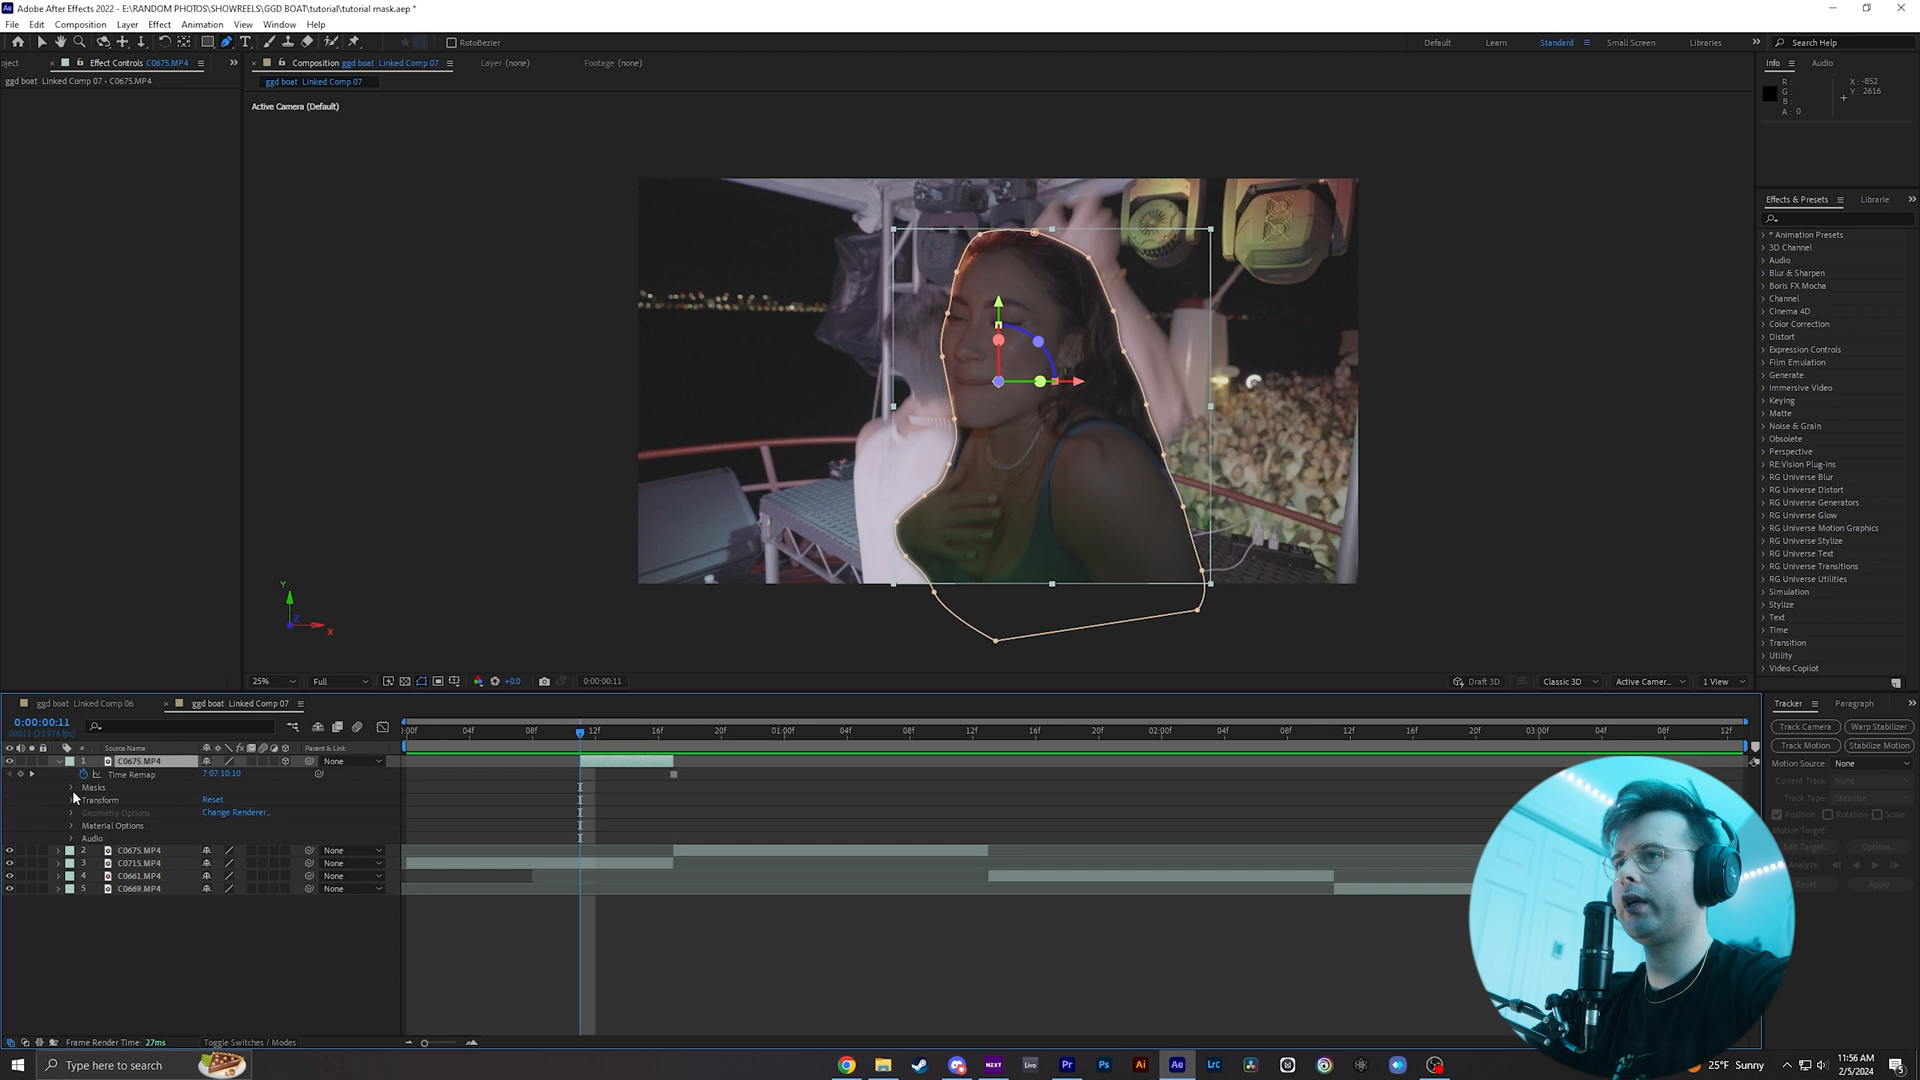 Adobe After Effects 2022 - E:\RANDOM PHOTOS\SHOWREELS\GGD BOAT\tutorial\tutorial mask.aep *
File Edit Composition Layer Effect Animation View Window Help
RotoBezier
Default Learn Standard Small Screen Libraries Search Help
oject Effect Controls C0675.MP4
ggd boat Linked Comp 07 • C0675.MP4
Composition ggd boat Linked Comp 07 Layer (none) Footage (none)
ggd boat Linked Comp 07
Active Camera (Default)
Info Audio
R: X: -852
G: Y: 2616
B:
A: 0
Effects & Presets Librarie
* Animation Presets
3D Channel
Audio
Blur & Sharpen
Boris FX Mocha
Channel
Cinema 4D
Color Correction
Distort
Expression Controls
Film Emulation
Generate
Immersive Video
Keying
Matte
Noise & Grain
Obsolete
Perspective
RE:Vision Plug-ins
RG Universe Blur
RG Universe Distort
RG Universe Generators
RG Universe Glow
RG Universe Motion Graphics
RG Universe Stylize
RG Universe Text
RG Universe Transitions
RG Universe Utilities
Simulation
Stylize
Text
Time
Transition
Utility
Video Copilot
Y
Z
X
25% Full +0.0 0:00:00:11 Draft 3D Classic 3D Active Camer... 1 View
ggd boat Linked Comp 06 ggd boat Linked Comp 07
0:00:00:11
00011 (23.976 fps)
:00f 04f 08f 12f 16f 20f 01:00f 04f 08f 12f 16f 20f 02:00f 04f 08f 12f 16f 20f 03:00f 04f 08f 12f
# Source Name Parent & Link
1 C0675.MP4 None
Time Remap 7:07:10:10
Masks
Transform Reset
Geometry Options Change Renderer...
Material Options
Audio
2 C0675.MP4 None
3 C0715.MP4 None
4 C0661.MP4 None
5 C0669.MP4 None
Frame Render Time: 27ms Toggle Switches / Modes
Tracker Paragraph
Track Camera Warp Stabilizer
Track Motion Stabilize Motion
Motion Source: None
Current Track: None
Track Type: Stabilize
Position Rotation Scale
Motion Target:
Edit Target... Options...
Analyze:
Reset Apply
Type here to search
NZXT Live Pr Ps Ai Ae Lrc
25°F Sunny
11:56 AM
2/5/2024